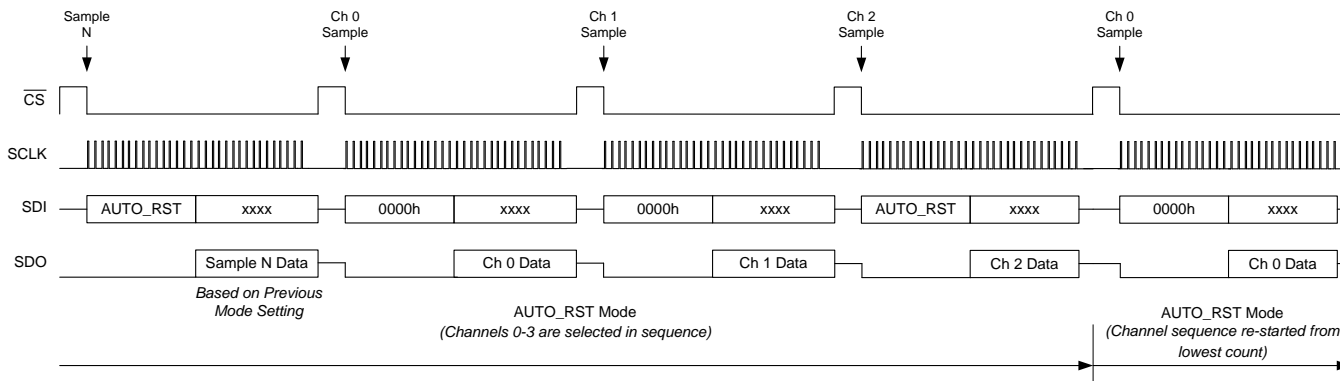 Sample
N
Ch 0
Sample
Ch 1
Sample
Ch 2
Sample
Ch 0
Sample
CS
SCLK
SDI
AUTO_RST
xxxx
0000h
xxxx
0000h
xxxx
AUTO_RST
xxxx
0000h
xxxx
SDO
Sample N Data
Ch 0 Data
Ch 1 Data
Ch 2 Data
Ch 0 Data
Based on Previous
Mode Setting
AUTO_RST Mode
(Channels 0-3 are selected in sequence)
AUTO_RST Mode
(Channel sequence re-started from
lowest count)